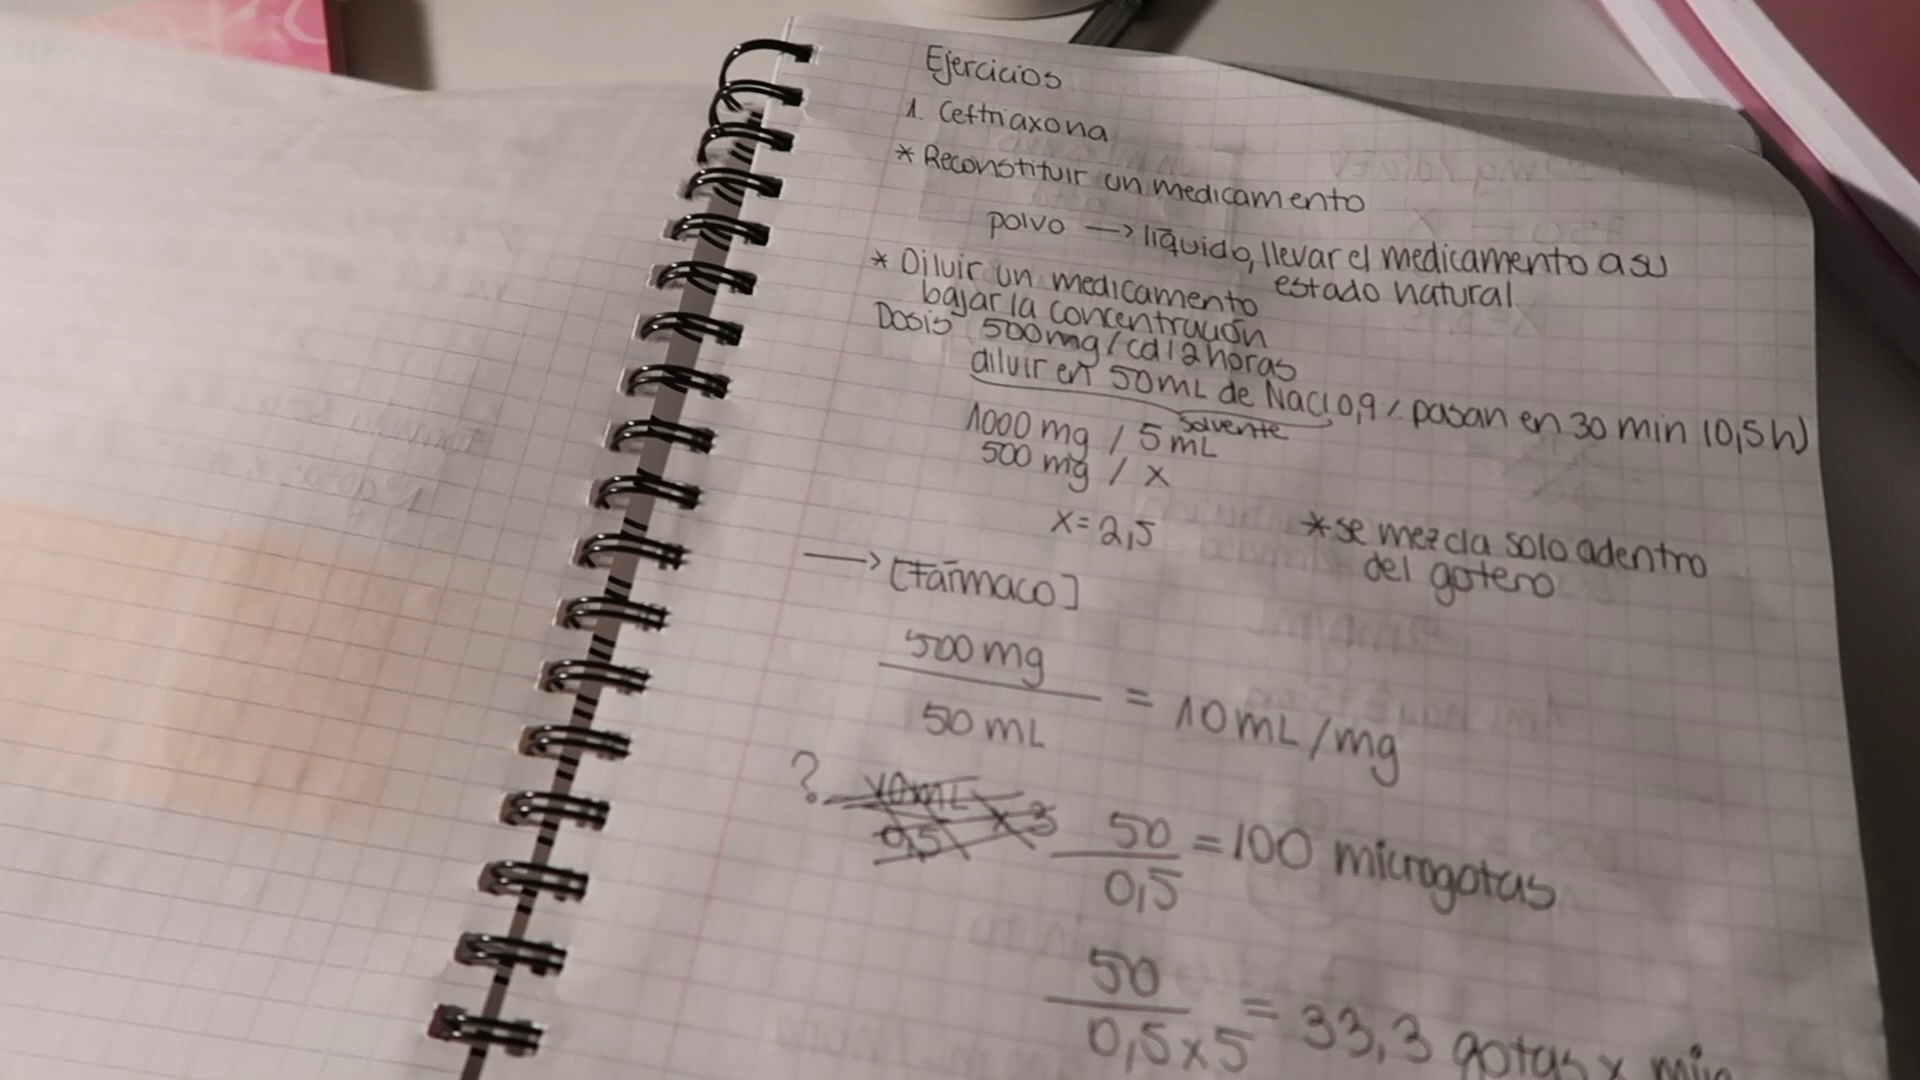 Ejercicios
1. Ceftriaxona
* Reconstituir un medicamento
polvo → líquido, llevar el medicamento a su
estado natural
* Diluir un medicamento
bajar la concentración
Dosis 500mg / cd 12 horas
diluir en 50mL de NaCl 0,9 / pasan en 30 min (0,5h)
solvente
1000 mg / 5 mL
500 mg / x
x = 2,5
* se mezcla solo adentro
del gotero
→ [fármaco]
500 mg
50 mL
= 10 mL/mg
?
50
0,5
= 100 microgotas
50
0,5 x 5
= 33,3 gotas x min